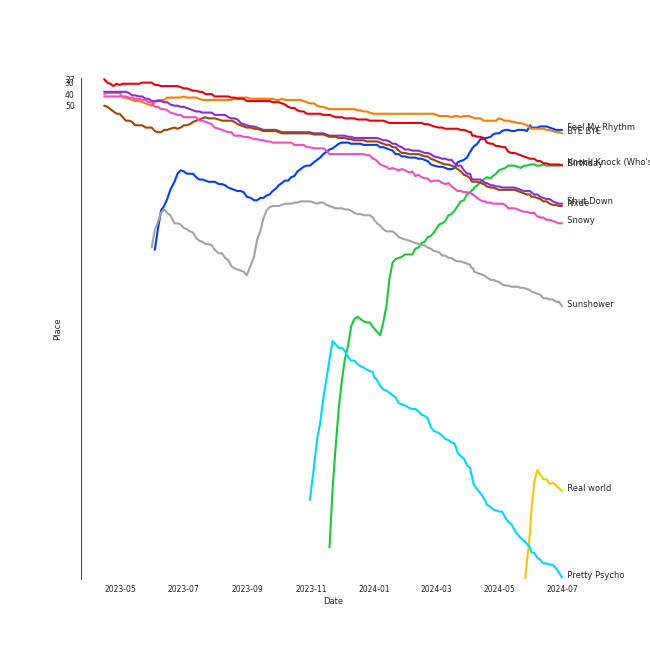 27
30
40
50
Place
Feel My Rhythm
BYE BYE
Knock Knock (Who's
Birthday
Shut Down
Snowy
Sunshower
Real world
Pretty Psycho
2023-05
2023-07
2023-09
2023-11
2024-01
2024-03
2024-05
2024-07
Date